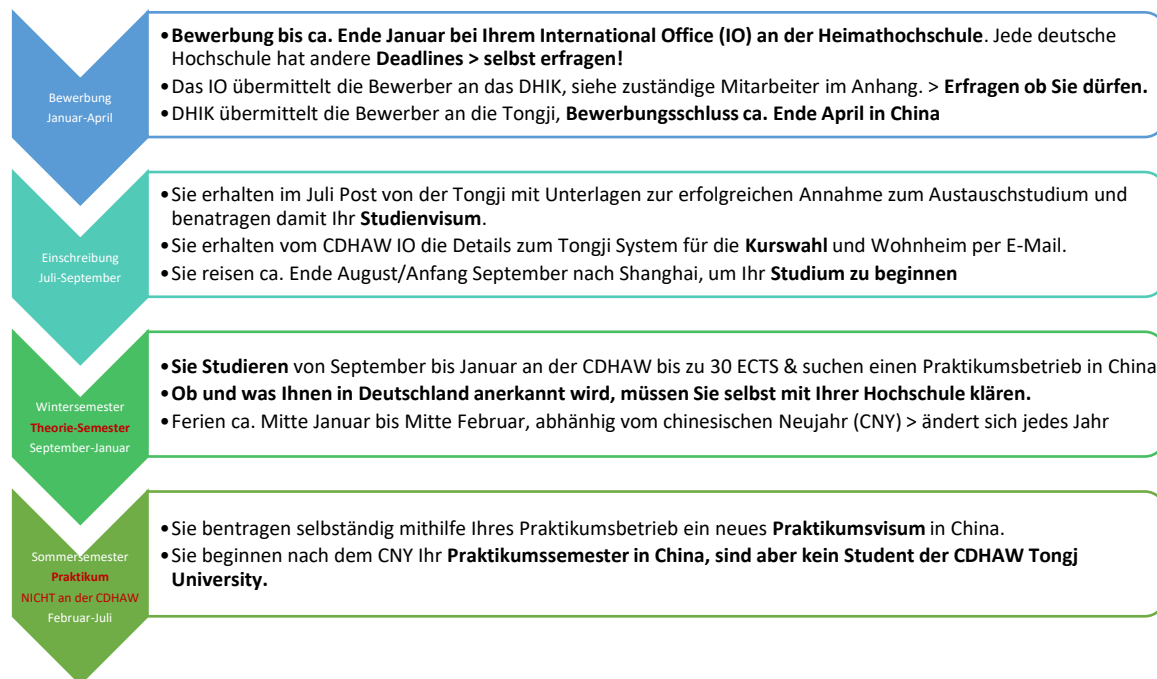 Bewerbung
Januar-April
•Bewerbung bis ca. Ende Januar bei Ihrem International Office (IO) an der Heimathochschule. Jede deutsche
Hochschule hat andere Deadlines > selbst erfragen!
•Das IO übermittelt die Bewerber an das DHIK, siehe zuständige Mitarbeiter im Anhang. > Erfragen ob Sie dürfen.
•DHIK übermittelt die Bewerber an die Tongji, Bewerbungsschluss ca. Ende April in China
Einschreibung
Juli-September
•Sie erhalten im Juli Post von der Tongji mit Unterlagen zur erfolgreichen Annahme zum Austauschstudium und
benatragen damit Ihr Studienvisum.
•Sie erhalten vom CDHAW IO die Details zum Tongji System für die Kurswahl und Wohnheim per E-Mail.
•Sie reisen ca. Ende August/Anfang September nach Shanghai, um Ihr Studium zu beginnen
Wintersemester
Theorie-Semester
September-Januar
•Sie Studieren von September bis Januar an der CDHAW bis zu 30 ECTS & suchen einen Praktikumsbetrieb in China
•Ob und was Ihnen in Deutschland anerkannt wird, müssen Sie selbst mit Ihrer Hochschule klären.
•Ferien ca. Mitte Januar bis Mitte Februar, abhänhig vom chinesischen Neujahr (CNY) > ändert sich jedes Jahr
Sommersemester
Praktikum
NICHT an der CDHAW
Februar-Juli
•Sie bentragen selbständig mithilfe Ihres Praktikumsbetrieb ein neues Praktikumsvisum in China.
•Sie beginnen nach dem CNY Ihr Praktikumssemester in China, sind aber kein Student der CDHAW Tongj
University.